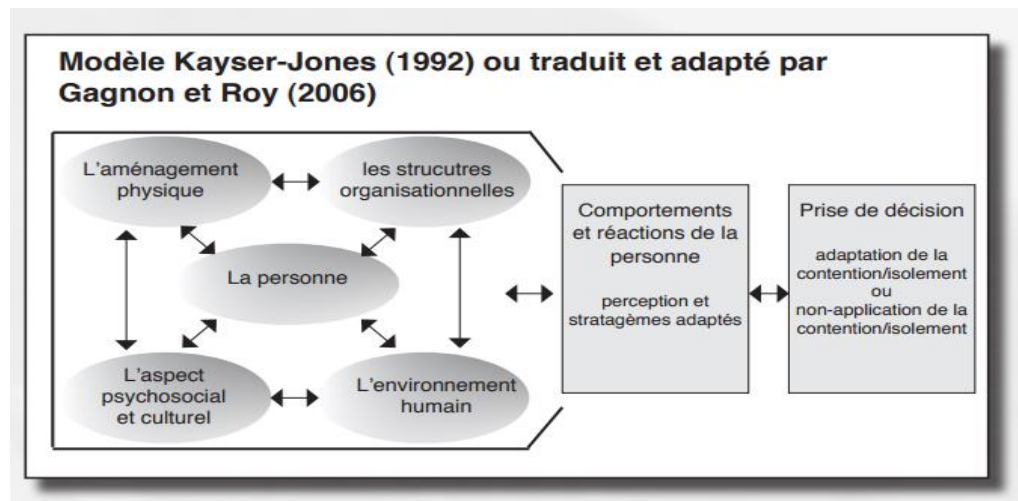 Modèle Kayser-Jones (1992) ou traduit et adapté par
Gagnon et Roy (2006)
L'aménagement
physique
les strucutres
organisationnelles
La personne
L'aspect
psychosocial
et culturel
L'environnement
humain
Comportements
et réactions de la
personne
perception et
stratagèmes adaptés
Prise de décision
adaptation de la
contention/isolement
ou
non-application de la
contention/isolement